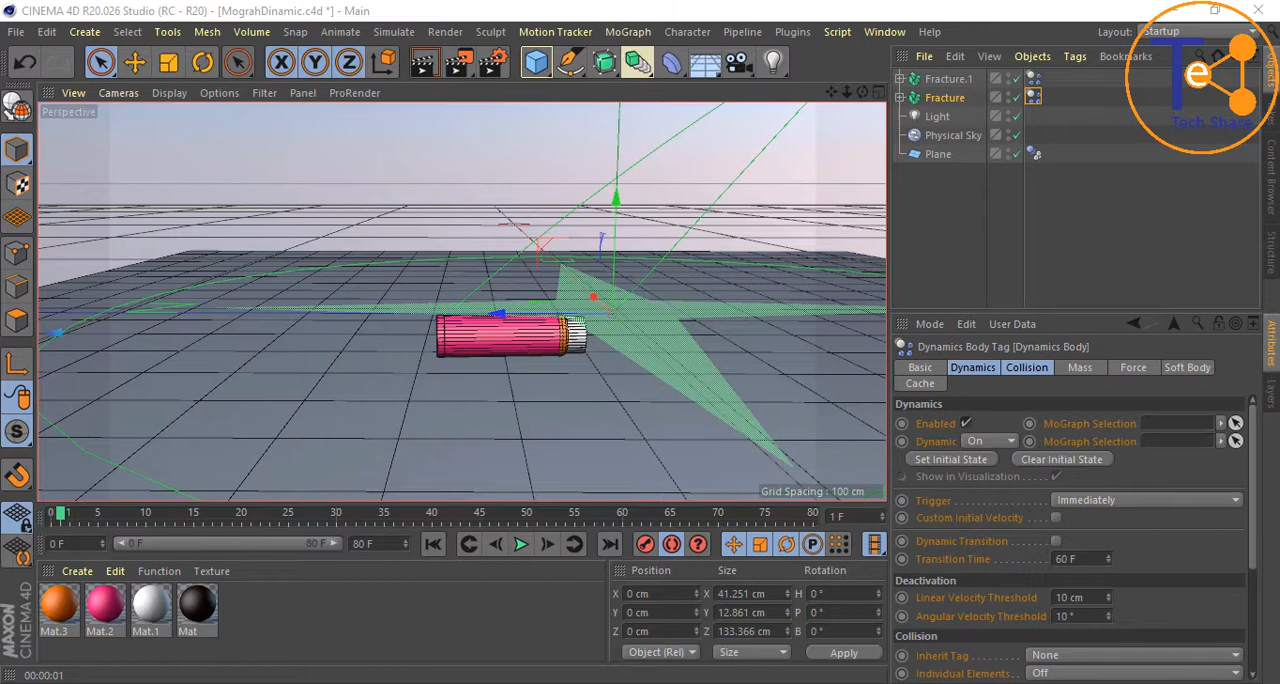 CINEMA 4D R20.026 Studio (RC - R20) - [MograhDinamic.c4d *] - Main
File Edit Create Select Tools Mesh Volume Snap Animate Simulate Render Sculpt Motion Tracker MoGraph Character Pipeline Plugins Script Window Layout: Startup
X Y Z
File Edit View Objects Tags Bookmarks
View Cameras Display Options Filter Panel ProRender
Perspective
Fracture.1
Fracture
Light
Physical Sky
Plane
T e
Tech Share
Objects
Content Browser
Structure
Attributes
Layers
Mode Edit User Data
Dynamics Body Tag [Dynamics Body]
Basic Dynamics Collision Mass Force Soft Body
Cache
Dynamics
Enabled MoGraph Selection
Dynamic On MoGraph Selection
Set Initial State Clear Initial State
Show in Visualization
Trigger Immediately
Custom Initial Velocity
Dynamic Transition
Transition Time 60 F
Deactivation
Linear Velocity Threshold 10 cm
Angular Velocity Threshold 10 °
Collision
Inherit Tag None
Individual Elements Off
Grid Spacing : 100 cm
0 1 5 10 15 20 25 30 35 40 45 50 55 60 65 70 75 80 1 F
0 F 0 F 80 F 80 F
P
S
Create Edit Function Texture
Mat.3 Mat.2 Mat.1 Mat
Position Size Rotation
X 0 cm X 41.251 cm H 0 °
Y 0 cm Y 12.861 cm P 0 °
Z 0 cm Z 133.366 cm B 0 °
Object (Rel) Size Apply
MAXON
CINEMA 4D
00:00:01